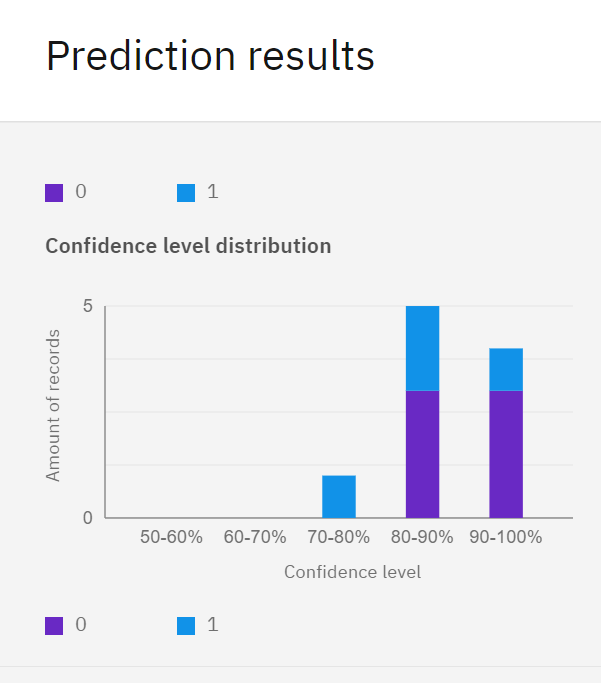 Prediction results
0 1
Confidence level distribution
5
Amount of records
0
50-60% 60-70% 70-80% 80-90% 90-100%
Confidence level
0 1